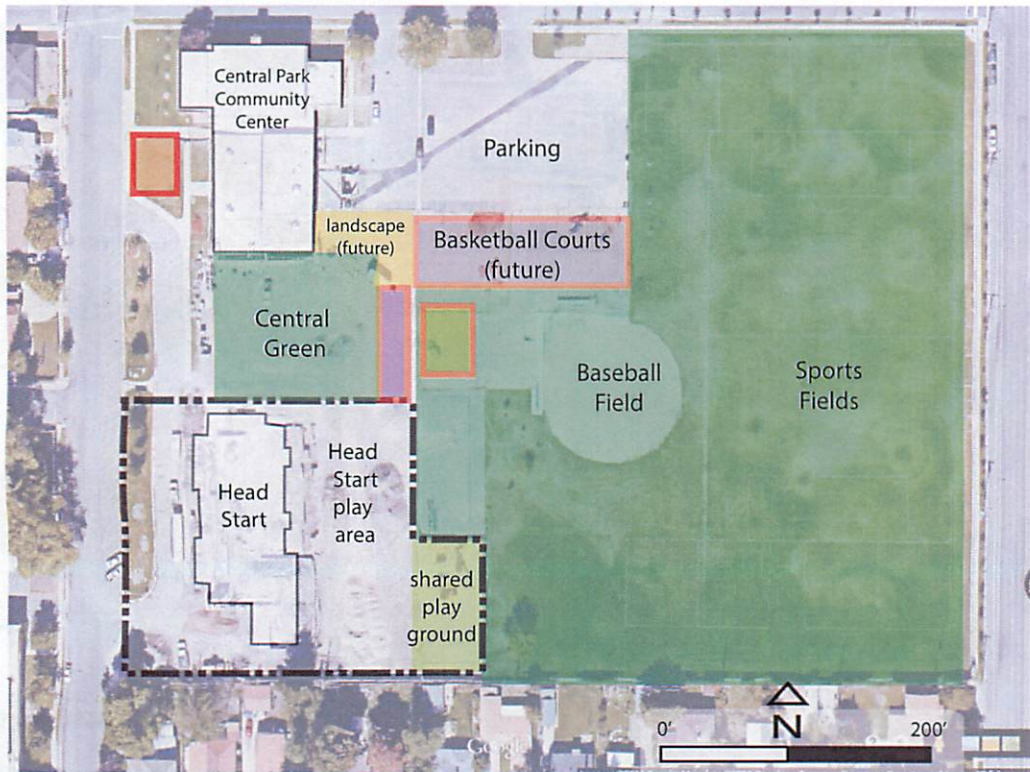 Central Park
Community
Center
Parking
landscape
(future)
Basketball Courts
(future)
Central
Green
Baseball
Field
Sports
Fields
Head
Start
Head
Start
play
area
shared
play
ground
N
0'
200'
Google